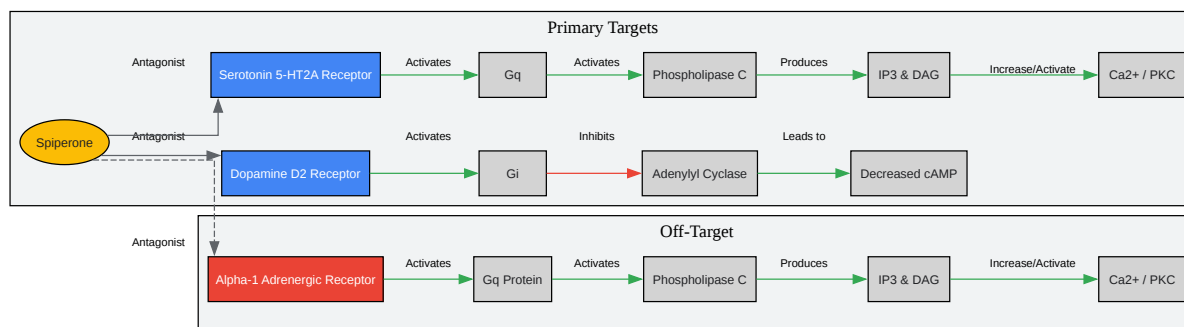 Primary Targets
Antagonist
Serotonin 5-HT2A Receptor
Activates
Gq
Activates
Phospholipase C
Produces
IP3 & DAG
Increase/Activate
Ca2+ / PKC
Spiperone
Antagonist
Dopamine D2 Receptor
Activates
Gi
Inhibits
Adenylyl Cyclase
Leads to
Decreased cAMP
Off-Target
Antagonist
Alpha-1 Adrenergic Receptor
Activates
Gq Protein
Activates
Phospholipase C
Produces
IP3 & DAG
Increase/Activate
Ca2+ / PKC